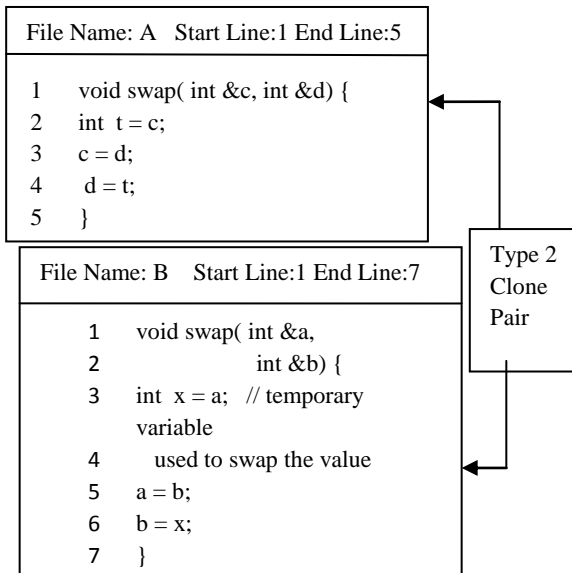 File Name: A Start Line:1 End Line:5
1 void swap( int &c, int &d) {
2 int t = c;
3 c = d;
4 d = t;
5 }
Type 2
Clone
Pair
File Name: B Start Line:1 End Line:7
1 void swap( int &a,
2 int &b) {
3 int x = a; // temporary
variable
4 used to swap the value
5 a = b;
6 b = x;
7 }